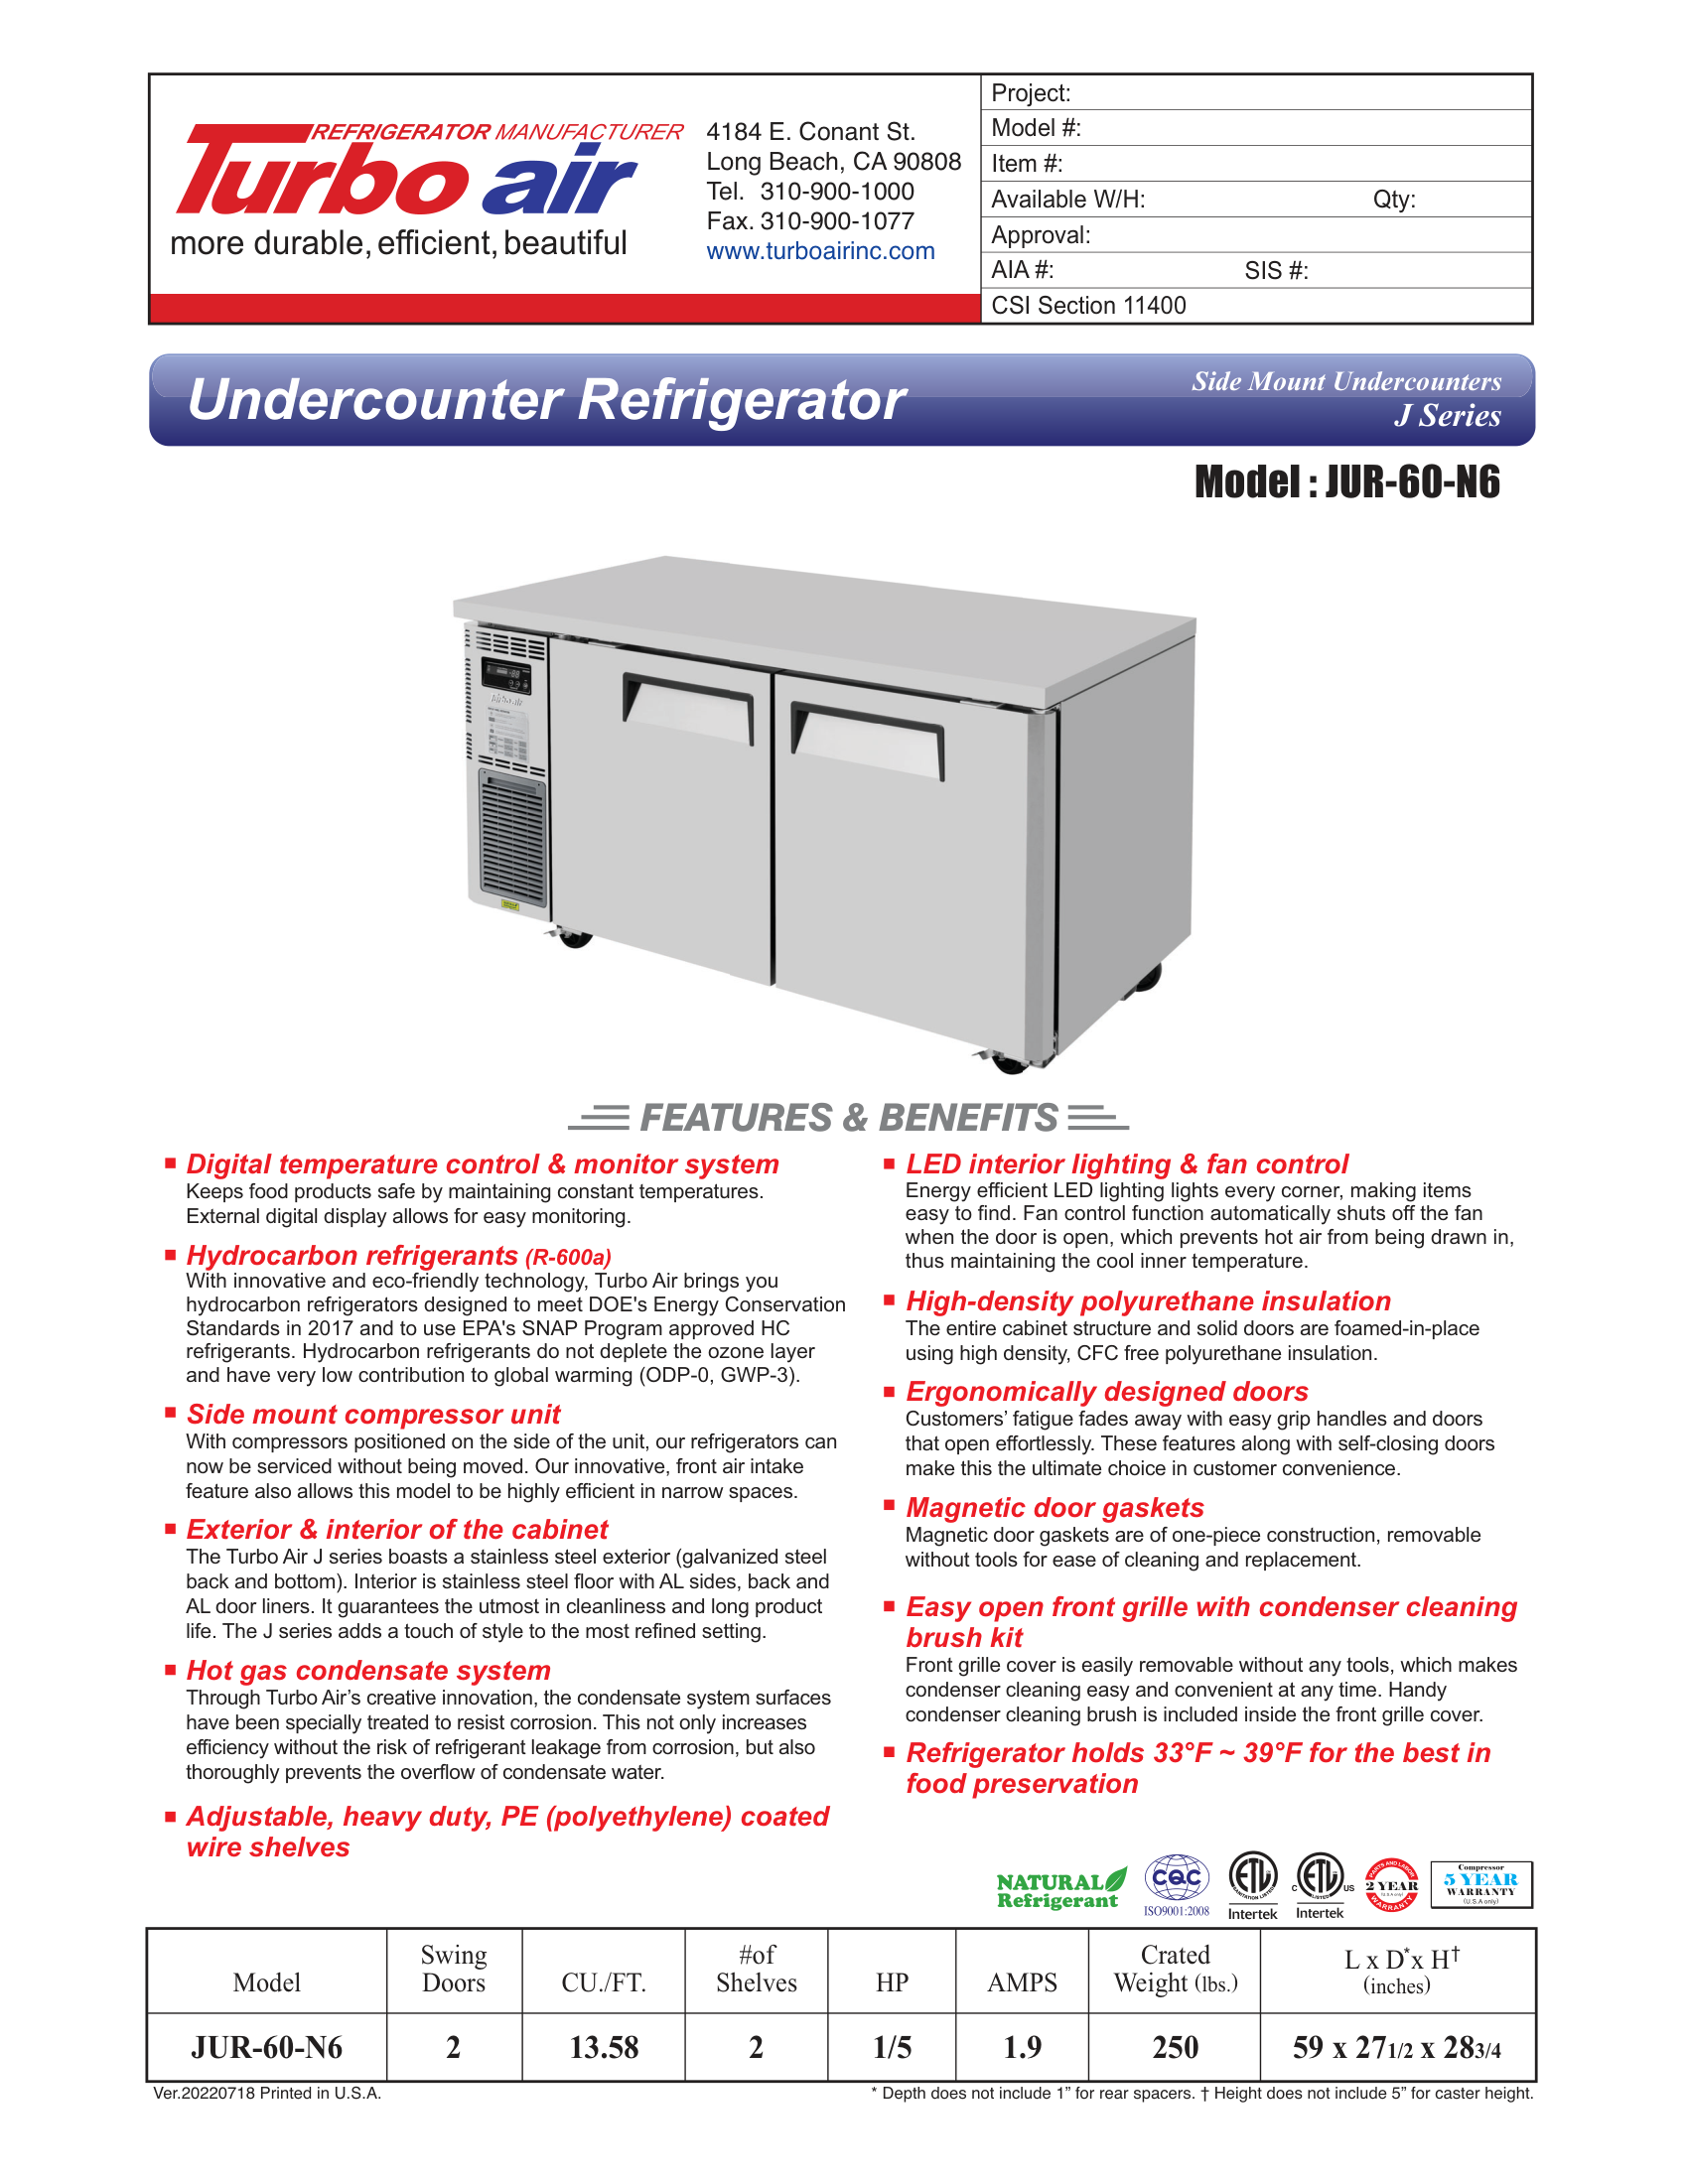 REFRIGERATOR MANUFACTURER
Turbo air
more durable, efficient, beautiful
4184 E. Conant St.
Long Beach, CA 90808
Tel. 310-900-1000
Fax. 310-900-1077
www.turboairinc.com
Project:
Model #:
Item #:
Available W/H: Qty:
Approval:
AIA #: SIS #:
CSI Section 11400
Undercounter Refrigerator
Side Mount Undercounters
J Series
Model : JUR-60-N6
FEATURES & BENEFITS
Digital temperature control & monitor system
Keeps food products safe by maintaining constant temperatures.
External digital display allows for easy monitoring.
Hydrocarbon refrigerants (R-600a)
With innovative and eco-friendly technology, Turbo Air brings you
hydrocarbon refrigerators designed to meet DOE's Energy Conservation
Standards in 2017 and to use EPA's SNAP Program approved HC
refrigerants. Hydrocarbon refrigerants do not deplete the ozone layer
and have very low contribution to global warming (ODP-0, GWP-3).
Side mount compressor unit
With compressors positioned on the side of the unit, our refrigerators can
now be serviced without being moved. Our innovative, front air intake
feature also allows this model to be highly efficient in narrow spaces.
Exterior & interior of the cabinet
The Turbo Air J series boasts a stainless steel exterior (galvanized steel
back and bottom). Interior is stainless steel floor with AL sides, back and
AL door liners. It guarantees the utmost in cleanliness and long product
life. The J series adds a touch of style to the most refined setting.
Hot gas condensate system
Through Turbo Air’s creative innovation, the condensate system surfaces
have been specially treated to resist corrosion. This not only increases
efficiency without the risk of refrigerant leakage from corrosion, but also
thoroughly prevents the overflow of condensate water.
Adjustable, heavy duty, PE (polyethylene) coated
wire shelves
LED interior lighting & fan control
Energy efficient LED lighting lights every corner, making items
easy to find. Fan control function automatically shuts off the fan
when the door is open, which prevents hot air from being drawn in,
thus maintaining the cool inner temperature.
High-density polyurethane insulation
The entire cabinet structure and solid doors are foamed-in-place
using high density, CFC free polyurethane insulation.
Ergonomically designed doors
Customers’ fatigue fades away with easy grip handles and doors
that open effortlessly. These features along with self-closing doors
make this the ultimate choice in customer convenience.
Magnetic door gaskets
Magnetic door gaskets are of one-piece construction, removable
without tools for ease of cleaning and replacement.
Easy open front grille with condenser cleaning
brush kit
Front grille cover is easily removable without any tools, which makes
condenser cleaning easy and convenient at any time. Handy
condenser cleaning brush is included inside the front grille cover.
Refrigerator holds 33°F ~ 39°F for the best in
food preservation
NATURAL
Refrigerant
CQC
ISO9001:2008
ETL
SANITATION LISTED
Intertek
C ETL US
LISTED
Intertek
PARTS AND LABOR
2 YEAR
(U.S.A only)
WARRANTY
Compressor
5 YEAR
WARRANTY
(U.S.A only)
Model Swing Doors CU./FT. #of Shelves HP AMPS Crated Weight (lbs.) L x D* x H† (inches)
JUR-60-N6 2 13.58 2 1/5 1.9 250 59 x 27 1/2 x 28 3/4
Ver.20220718 Printed in U.S.A.
* Depth does not include 1” for rear spacers. † Height does not include 5” for caster height.